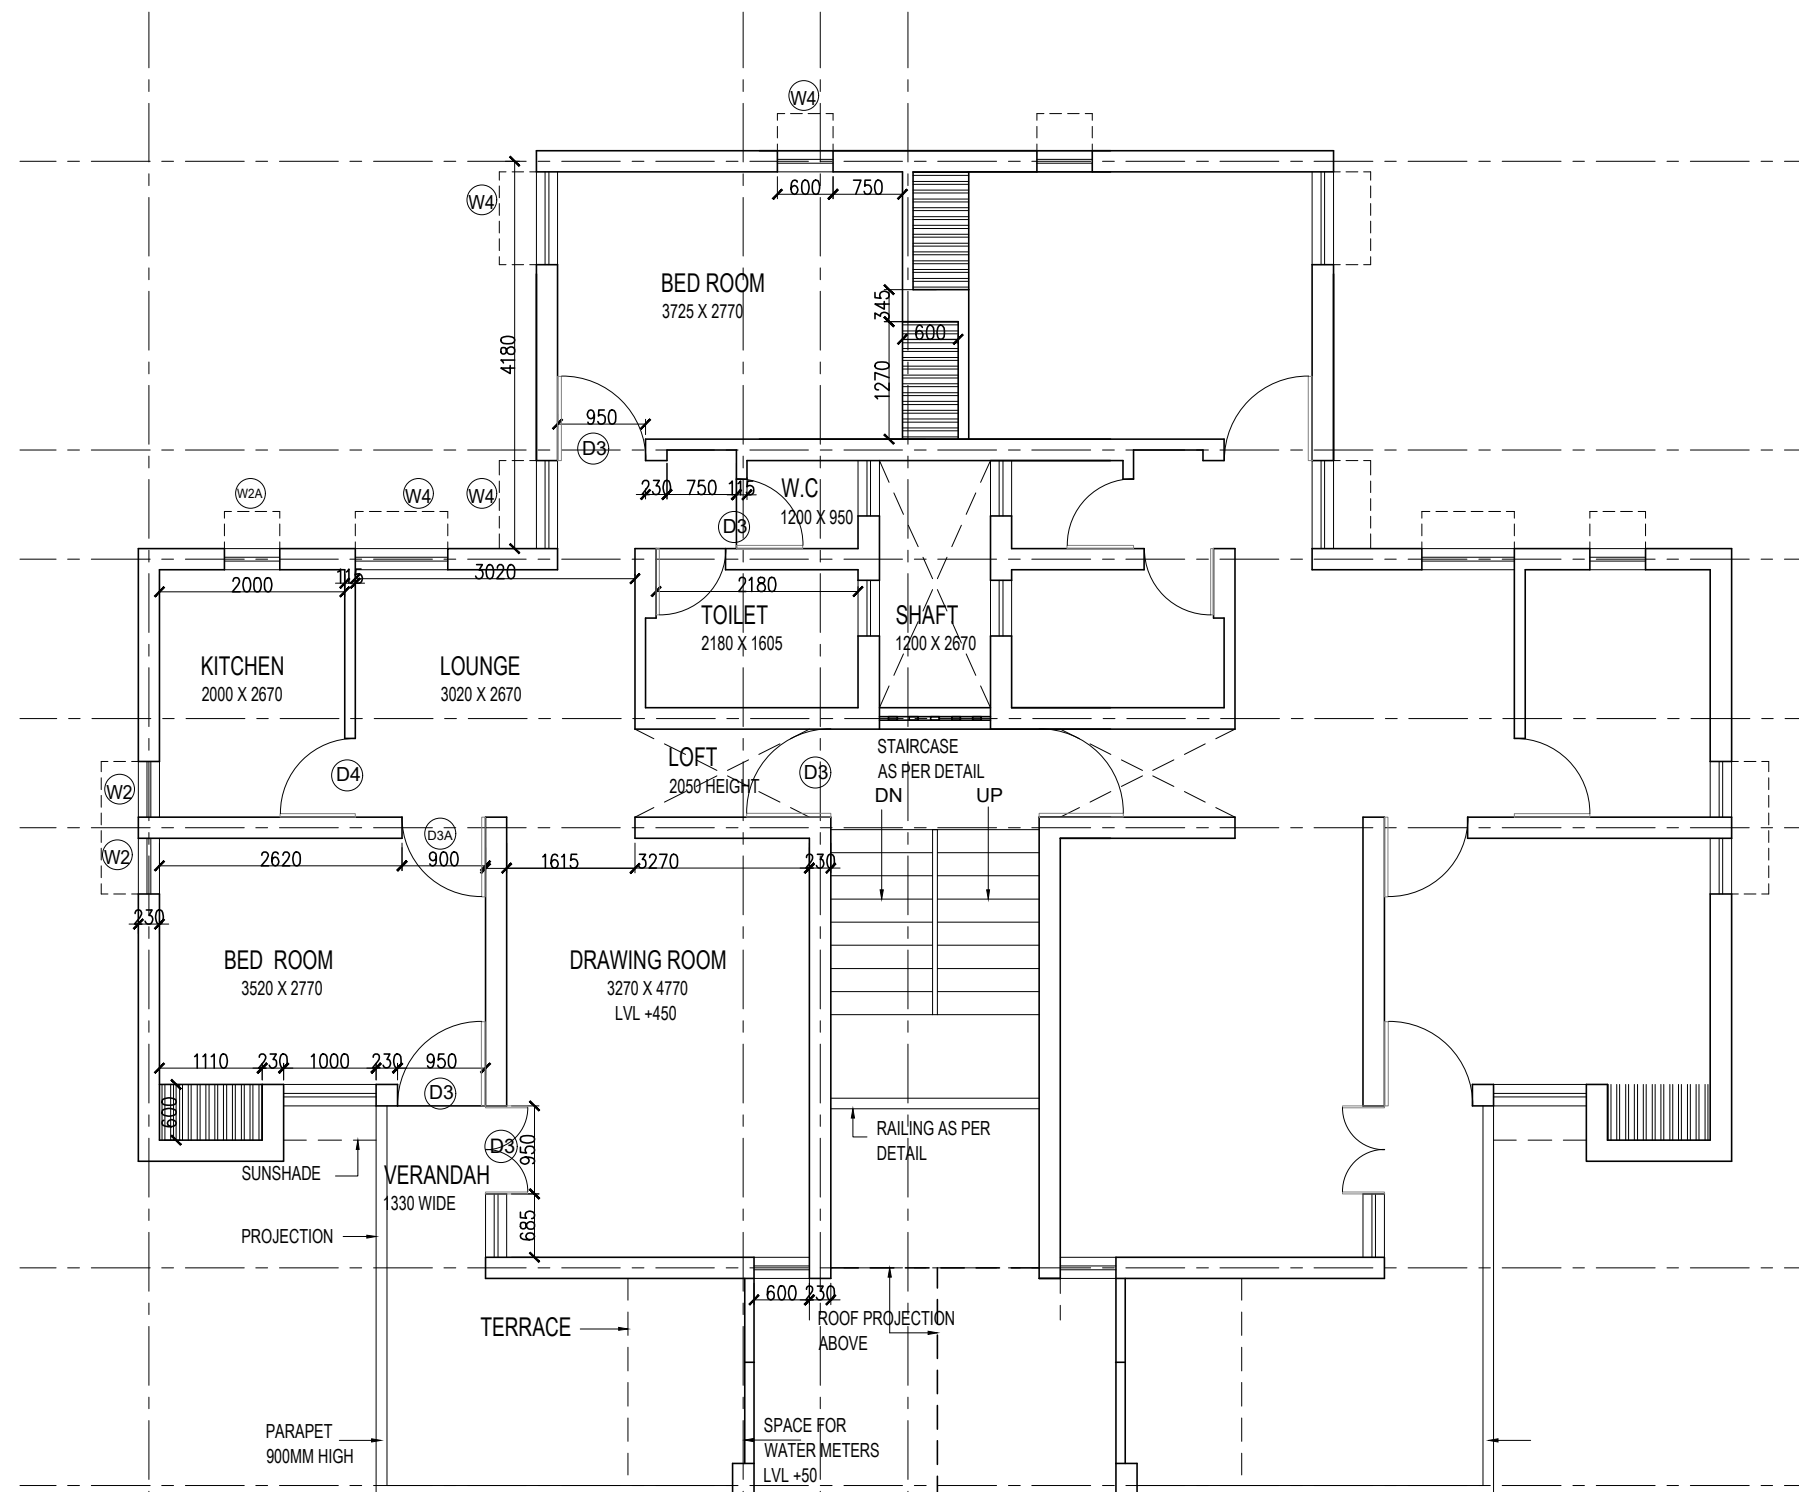 W4
600
750
W4
BED ROOM
3725 X 2770
345
600
4180
1270
950
D3
W2A
W4
W4
230
750
115
W.C
1200 X 950
D3
2000
115
3020
2180
TOILET
2180 X 1605
SHAFT
1200 X 2670
KITCHEN
2000 X 2670
LOUNGE
3020 X 2670
LOFT
2050 HEIGHT
D4
D3
STAIRCASE
AS PER DETAIL
DN
UP
W2
W2
D3A
2620
900
1615
3270
230
230
BED ROOM
3520 X 2770
DRAWING ROOM
3270 X 4770
LVL +450
1110
230
1000
230
950
D3
600
D3
950
RAILING AS PER
DETAIL
SUNSHADE
VERANDAH
1330 WIDE
685
PROJECTION
600
230
TERRACE
ROOF PROJECTION
ABOVE
PARAPET
900MM HIGH
SPACE FOR
WATER METERS
LVL +50